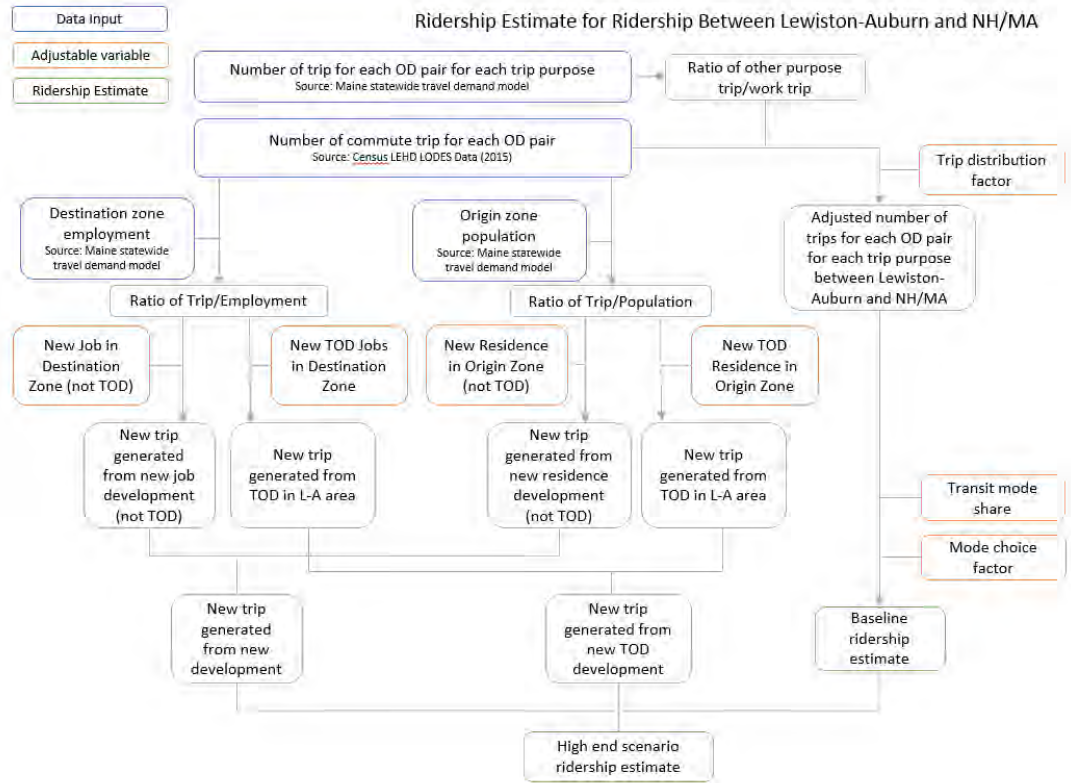 Data Input
Adjustable variable
Ridership Estimate
Ridership Estimate for Ridership Between Lewiston-Auburn and NH/MA
Number of trip for each OD pair for each trip purpose
Source: Maine statewide travel demand model
Ratio of other purpose
trip/work trip
Number of commute trip for each OD pair
Source: Census LEHD LODES Data (2015)
Trip distribution
factor
Destination zone
employment
Source: Maine statewide
travel demand model
Origin zone
population
Source: Maine statewide
travel demand model
Adjusted number of
trips for each OD pair
for each trip purpose
between Lewiston-
Auburn and NH/MA
Ratio of Trip/Employment
Ratio of Trip/Population
New Job in
Destination
Zone (not TOD)
New TOD Jobs
in Destination
Zone
New Residence
in Origin Zone
(not TOD)
New TOD
Residence in
Origin Zone
New trip
generated
from new job
development
(not TOD)
New trip
generated from
TOD in L-A area
New trip
generated from
new residence
development
(not TOD)
New trip
generated from
TOD in L-A area
Transit mode
share
Mode choice
factor
New trip
generated
from new
development
New trip
generated from
new TOD
development
Baseline
ridership
estimate
High end scenario
ridership estimate